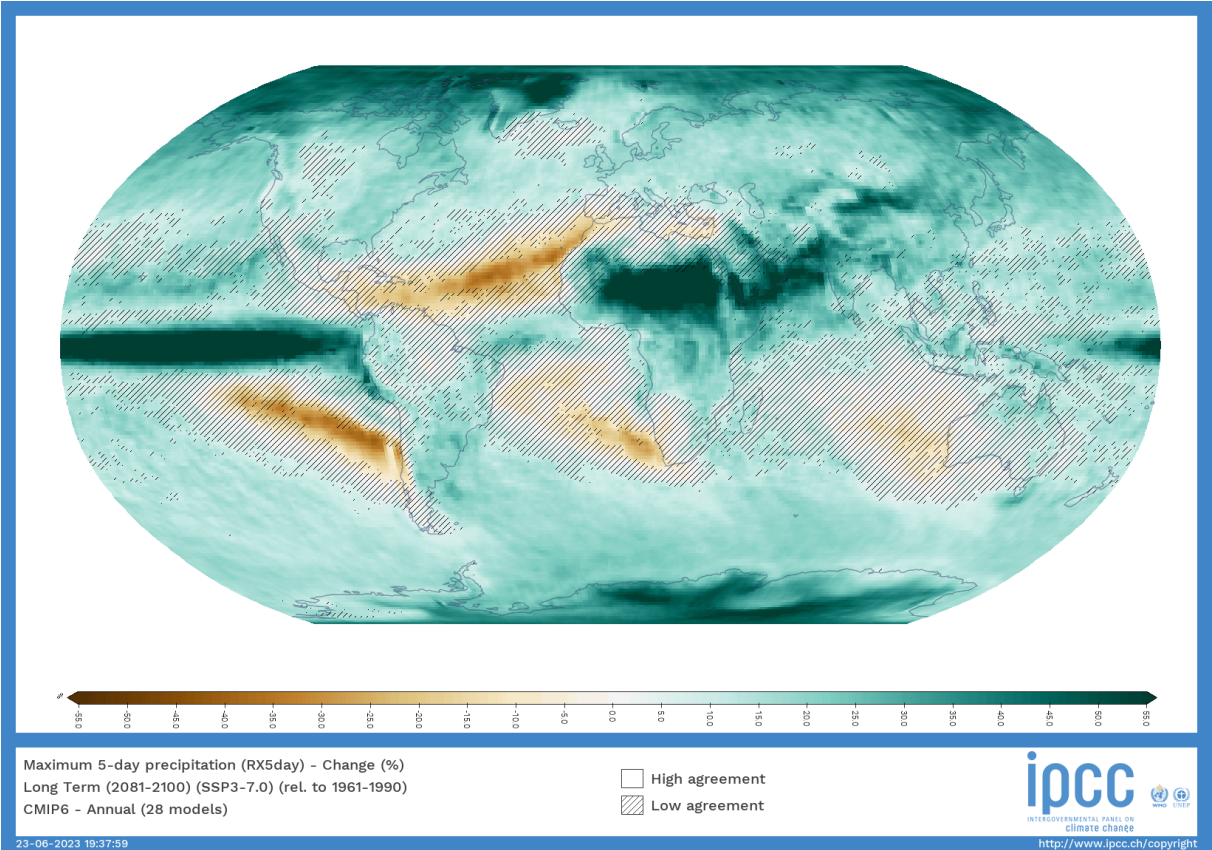 %
-55.0 -50.0 -45.0 -40.0 -35.0 -30.0 -25.0 -20.0 -15.0 -10.0 -5.0 0.0 5.0 10.0 15.0 20.0 25.0 30.0 35.0 40.0 45.0 50.0 55.0
Maximum 5-day precipitation (RX5day) - Change (%)
Long Term (2081-2100) (SSP3-7.0) (rel. to 1961-1990)
CMIP6 - Annual (28 models)
High agreement
Low agreement
ipcc
INTERGOVERNMENTAL PANEL ON
climate change
WMO UNEP
23-06-2023 19:37:59
http://www.ipcc.ch/copyright